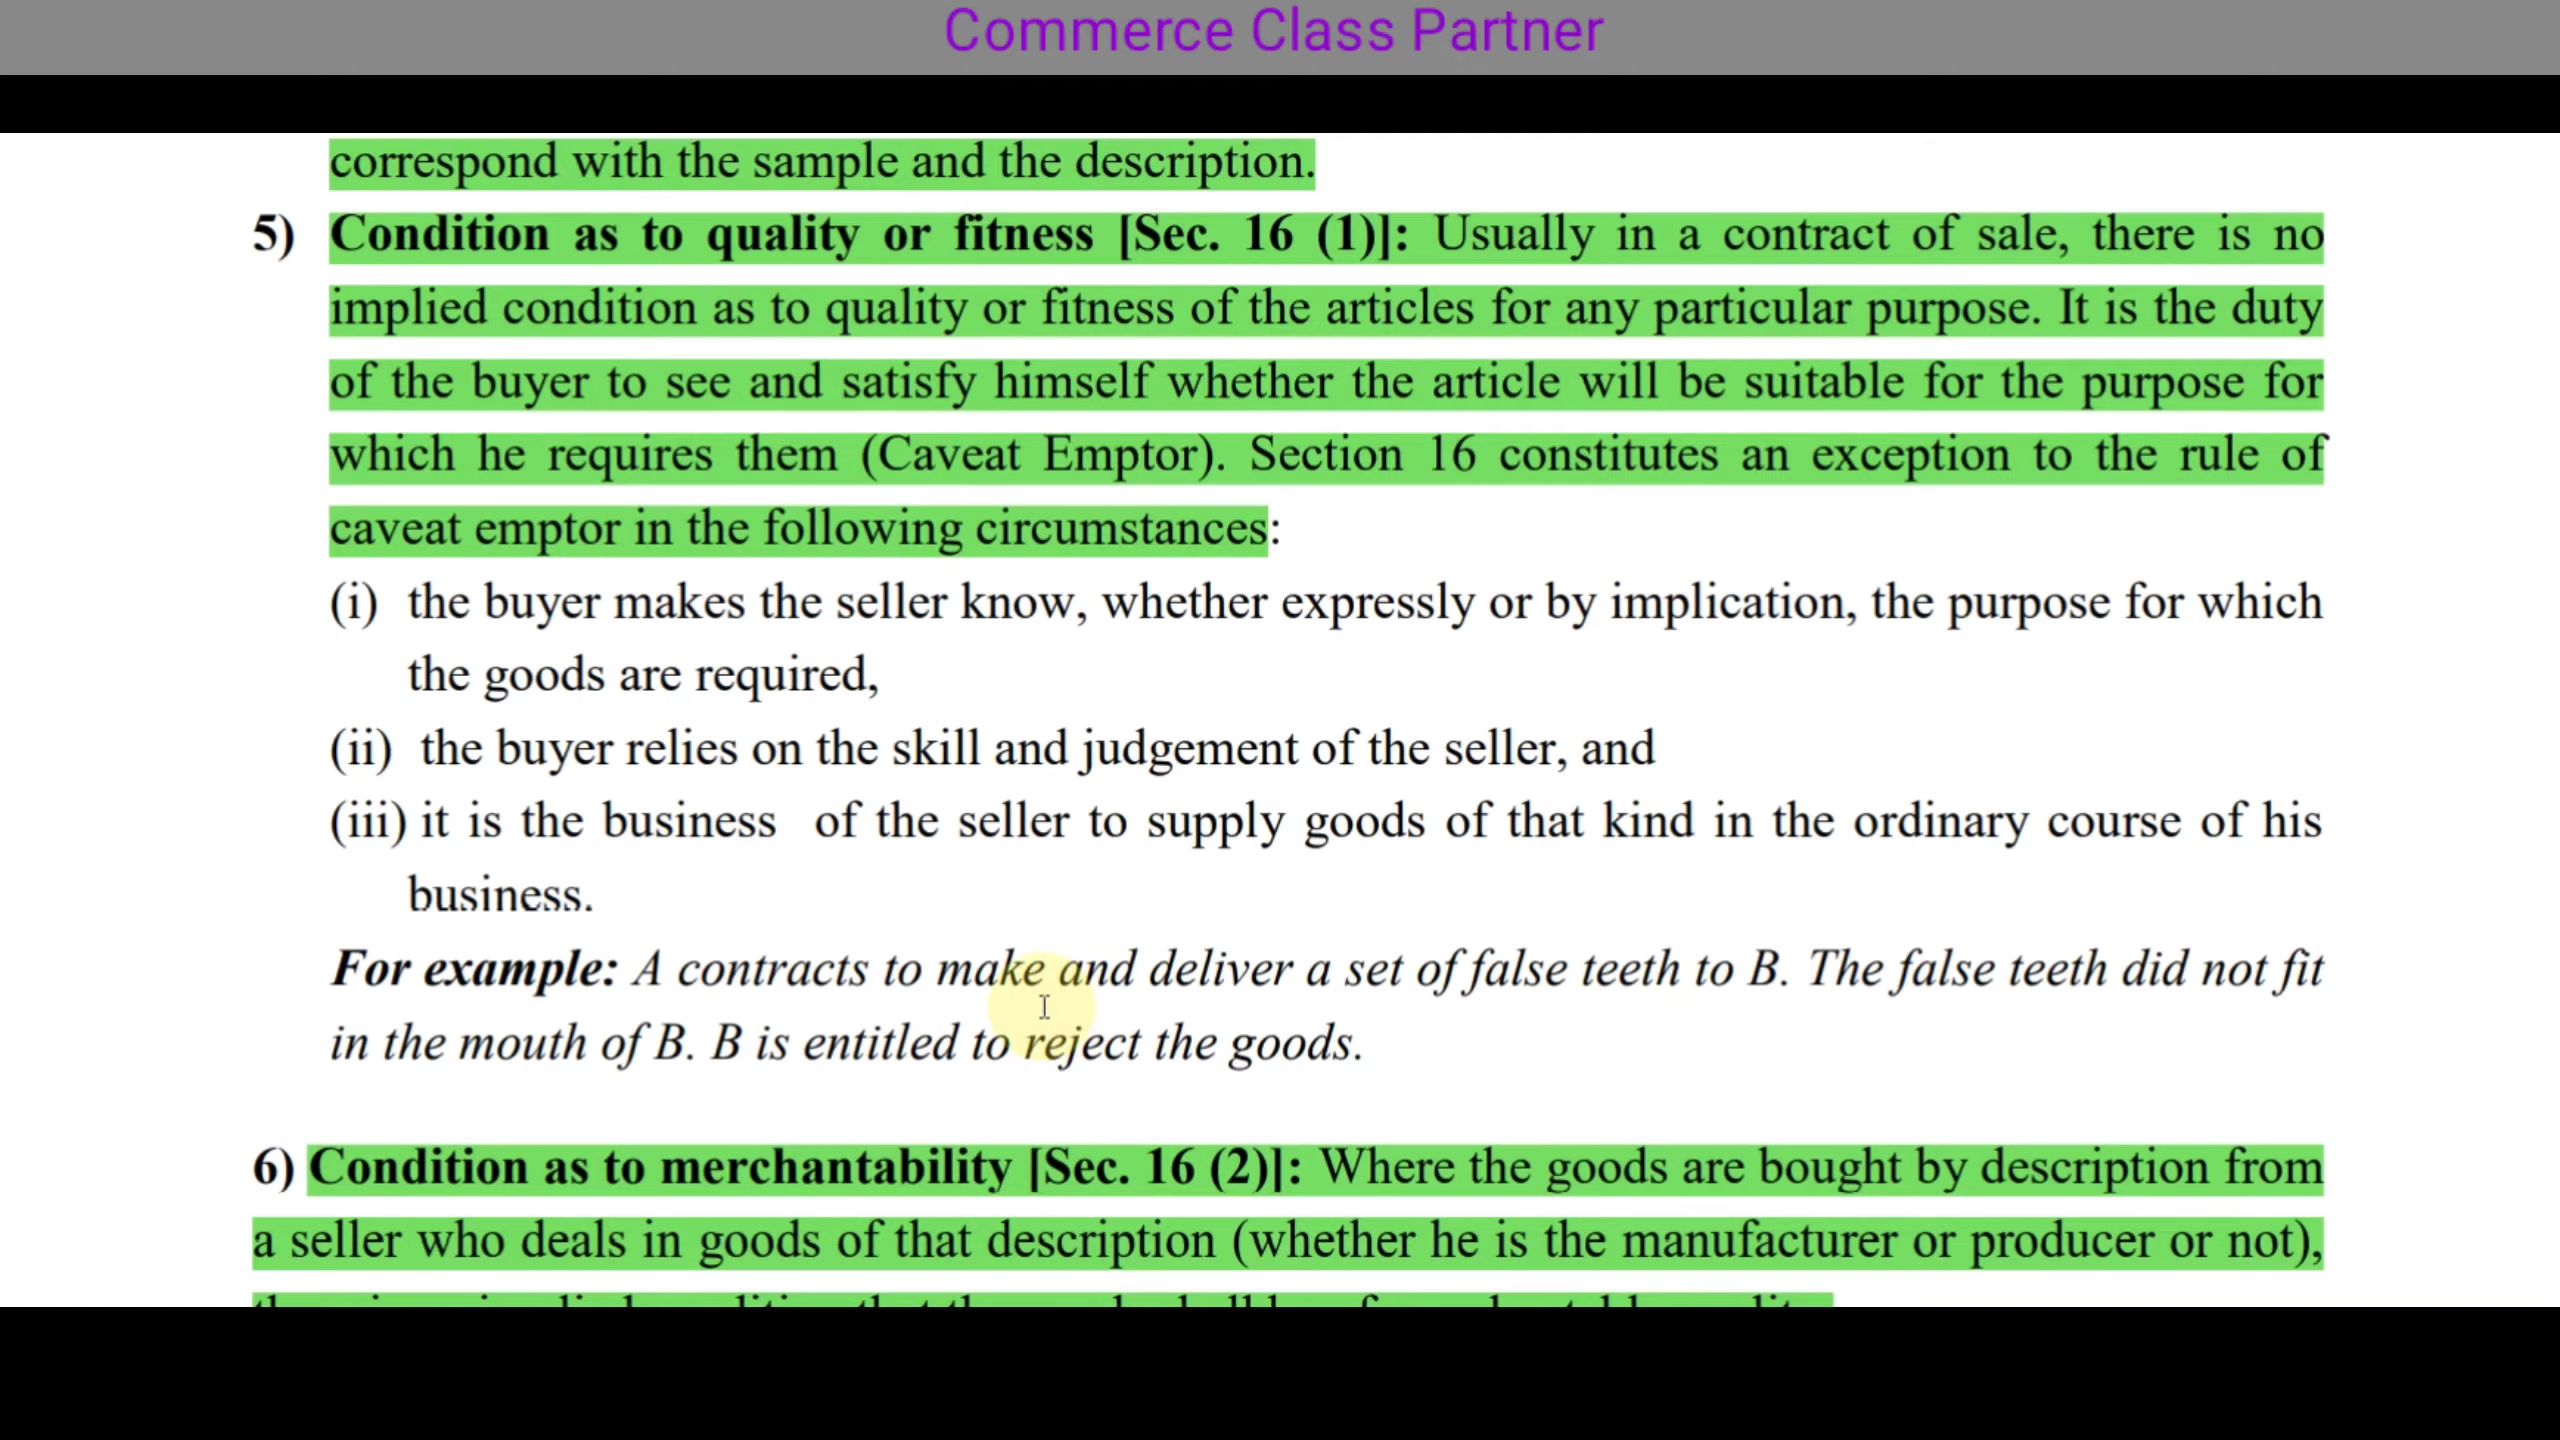 Commerce Class Partner
correspond with the sample and the description.
5) Condition as to quality or fitness [Sec. 16 (1)]: Usually in a contract of sale, there is no
implied condition as to quality or fitness of the articles for any particular purpose. It is the duty
of the buyer to see and satisfy himself whether the article will be suitable for the purpose for
which he requires them (Caveat Emptor). Section 16 constitutes an exception to the rule of
caveat emptor in the following circumstances:
(i) the buyer makes the seller know, whether expressly or by implication, the purpose for which
the goods are required,
(ii) the buyer relies on the skill and judgement of the seller, and
(iii) it is the business of the seller to supply goods of that kind in the ordinary course of his
business.
For example: A contracts to make and deliver a set of false teeth to B. The false teeth did not fit
in the mouth of B. B is entitled to reject the goods.
6) Condition as to merchantability [Sec. 16 (2)]: Where the goods are bought by description from
a seller who deals in goods of that description (whether he is the manufacturer or producer or not),